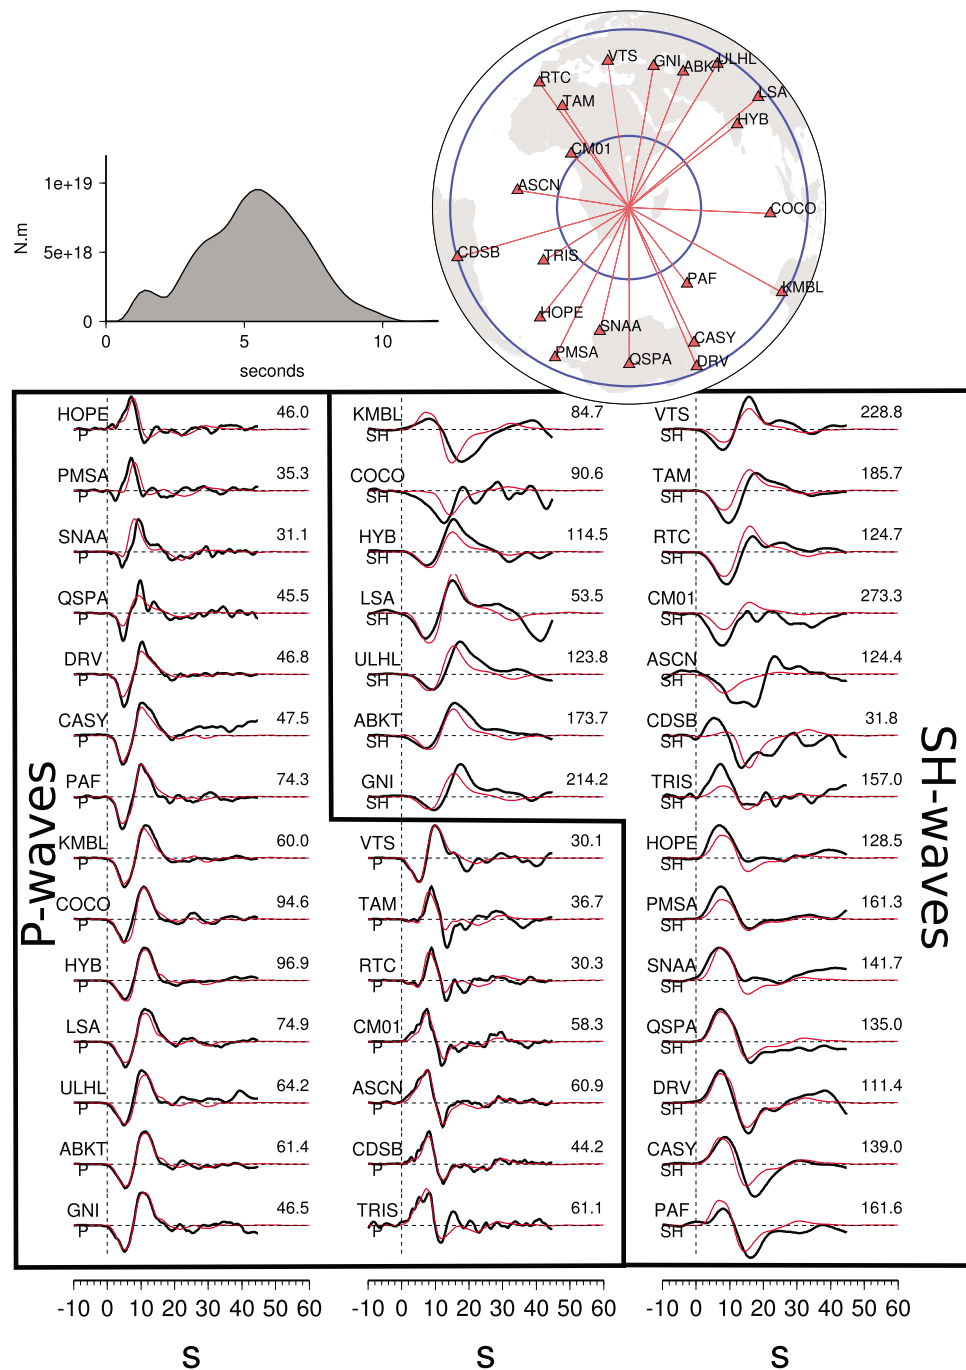 1e+19
5e+18
0
N.m
0
5
10
seconds
VTS
GNI
ABKT
ULHL
RTC
LSA
TAM
HYB
CM01
ASCN
COCO
CDSB
TRIS
PAF
KMBL
HOPE
SNAA
CASY
PMSA
QSPA
DRV
P-waves
HOPE 46.0
P
PMSA 35.3
P
SNAA 31.1
P
QSPA 45.5
P
DRV 46.8
P
CASY 47.5
P
PAF 74.3
P
KMBL 60.0
P
COCO 94.6
P
HYB 96.9
P
LSA 74.9
P
ULHL 64.2
P
ABKT 61.4
P
GNI 46.5
P
-10 0 10 20 30 40 50 60
s
KMBL 84.7
SH
COCO 90.6
SH
HYB 114.5
SH
LSA 53.5
SH
ULHL 123.8
SH
ABKT 173.7
SH
GNI 214.2
SH
VTS 30.1
P
TAM 36.7
P
RTC 30.3
P
CM01 58.3
P
ASCN 60.9
P
CDSB 44.2
P
TRIS 61.1
P
-10 0 10 20 30 40 50 60
s
VTS 228.8
SH
TAM 185.7
SH
RTC 124.7
SH
CM01 273.3
SH
ASCN 124.4
SH
CDSB 31.8
SH
TRIS 157.0
SH
HOPE 128.5
SH
PMSA 161.3
SH
SNAA 141.7
SH
QSPA 135.0
SH
DRV 111.4
SH
CASY 139.0
SH
PAF 161.6
SH
-10 0 10 20 30 40 50 60
s
SH-waves